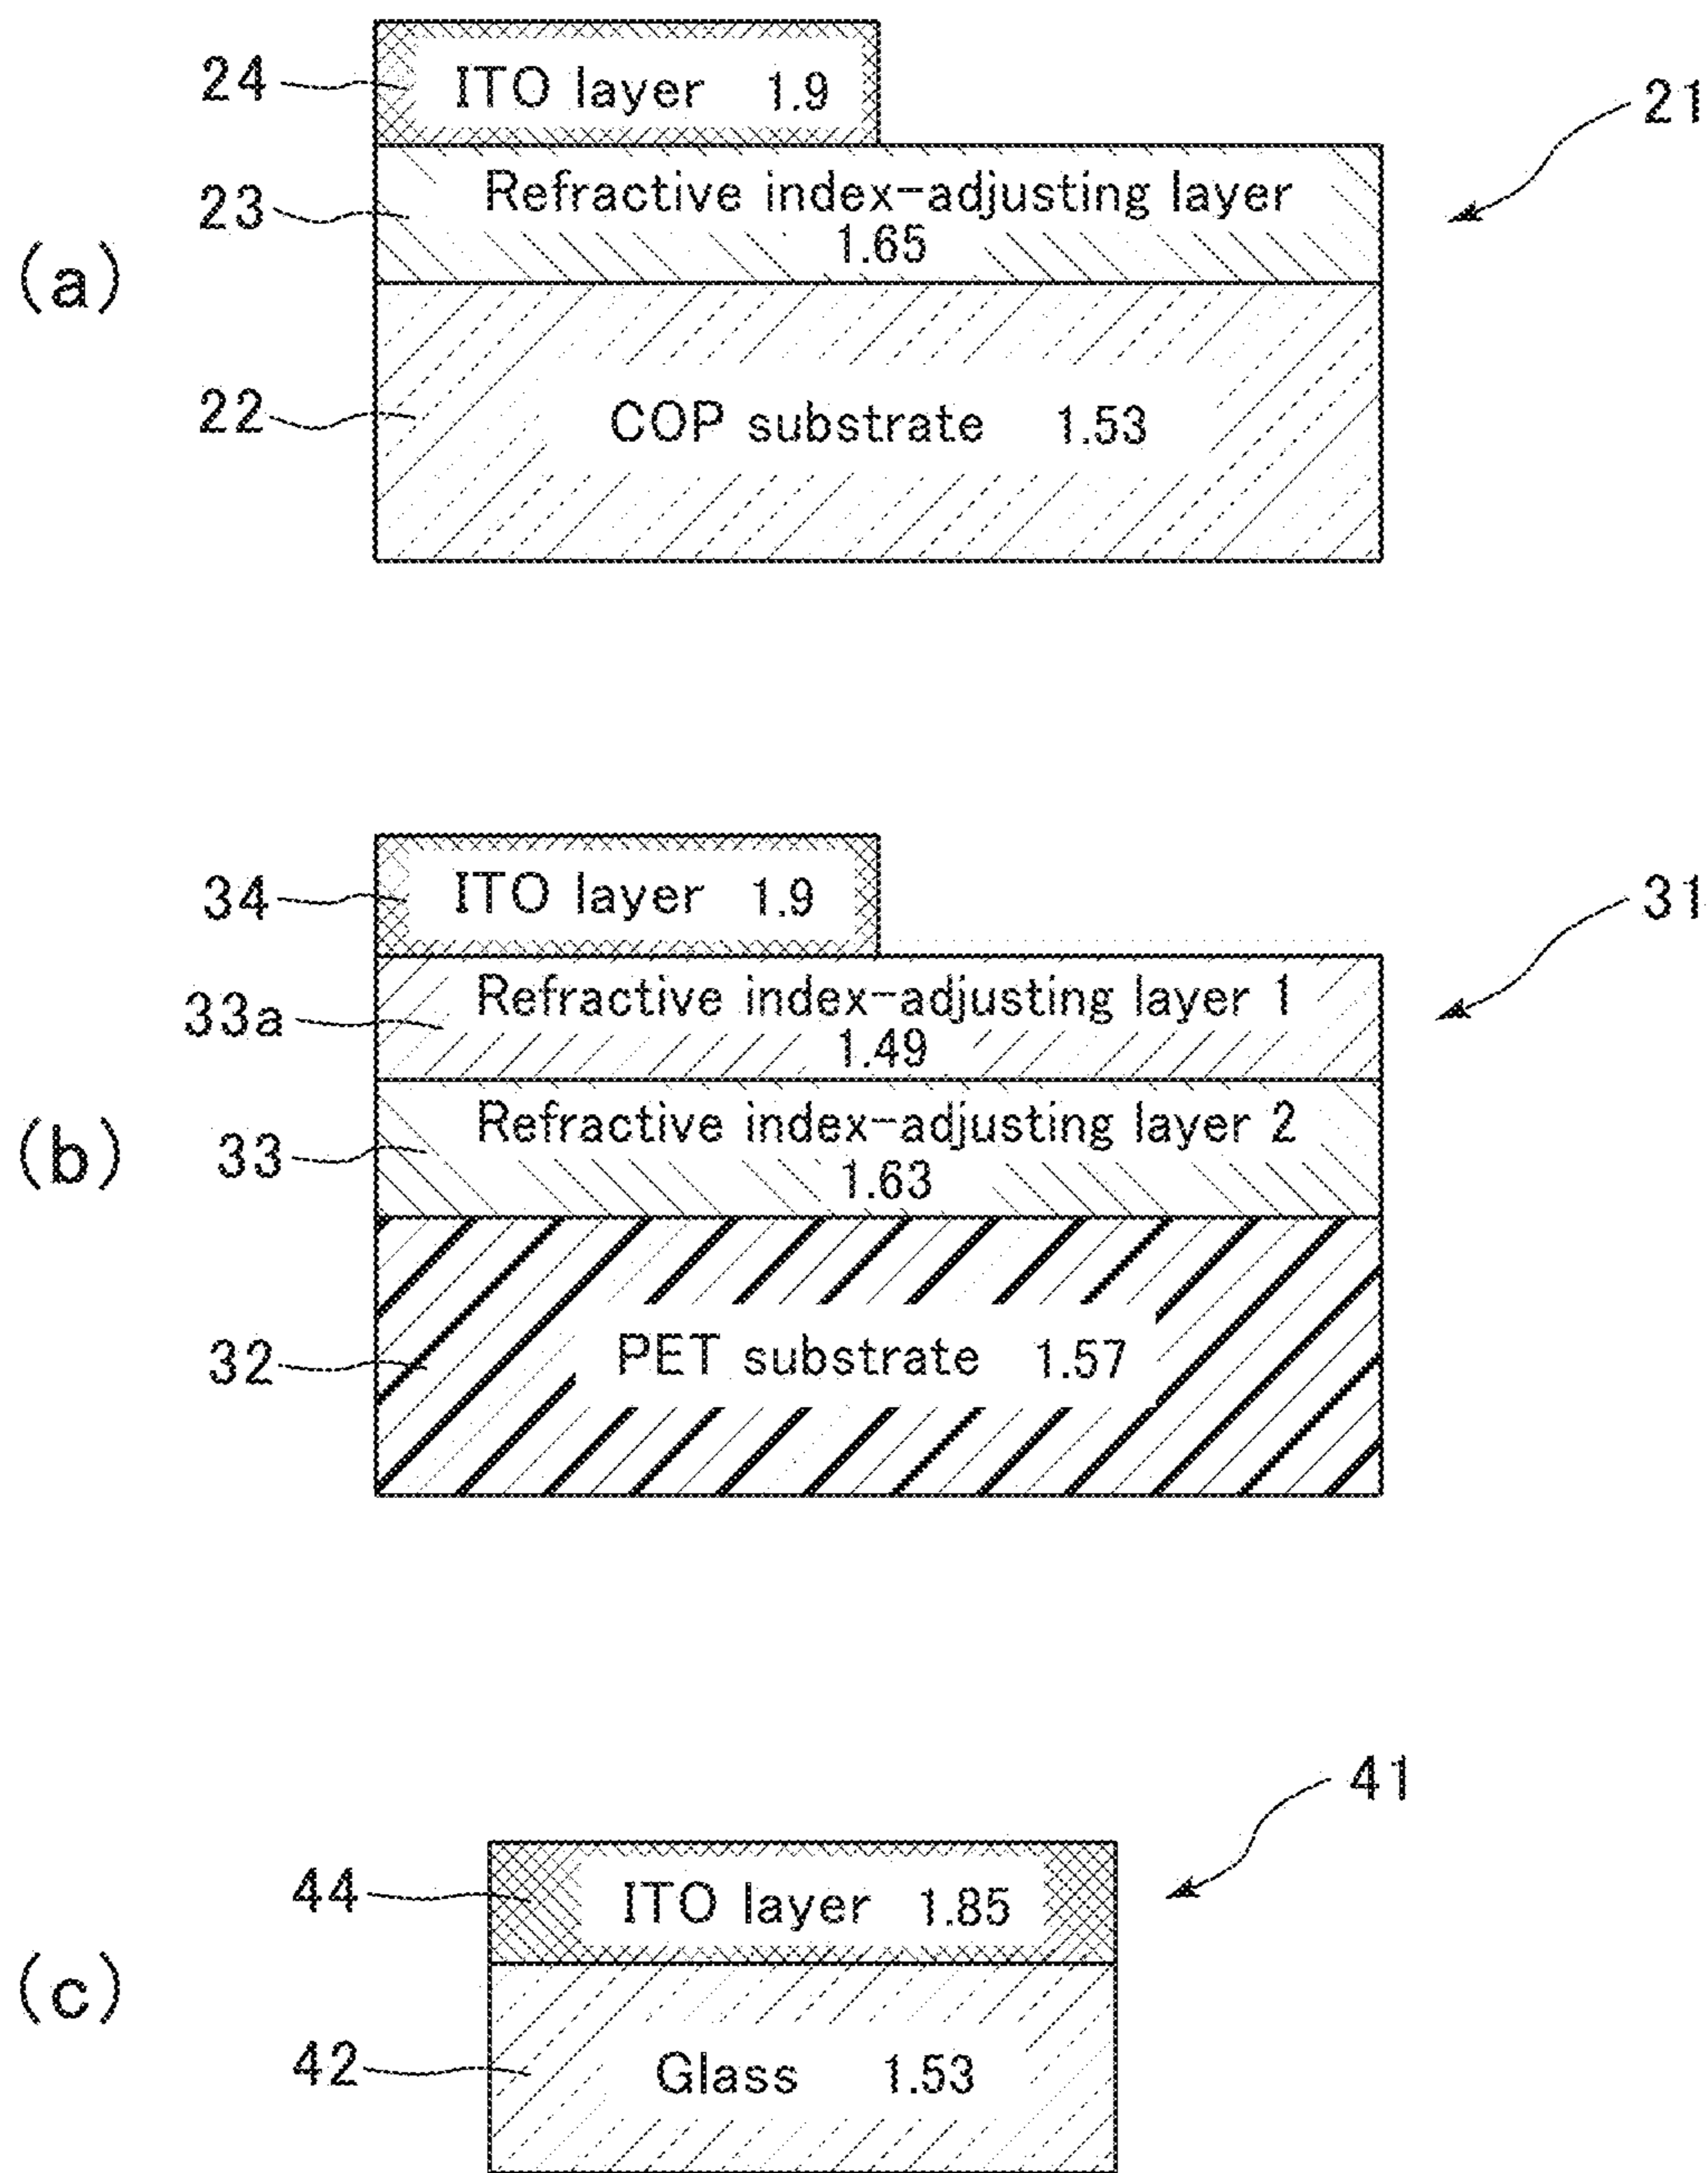 (a)
24
ITO layer 1.9
21
23
Refractive index-adjusting layer
1.65
22
COP substrate 1.53
(b)
34
ITO layer 1.9
31
33a
Refractive index-adjusting layer 1
1.49
33
Refractive index-adjusting layer 2
1.63
32
PET substrate 1.57
(c)
41
44
ITO layer 1.85
42
Glass 1.53